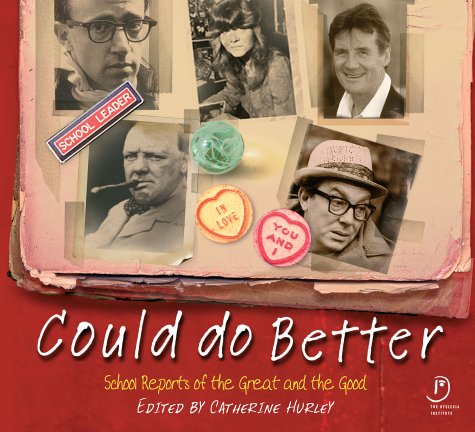 SCHOOL LEADER
IN
LOVE
YOU
AND I
Could do Better
School Reports of the Great and the Good
EDITED BY CATHERINE HURLEY
THE DYSLEXIA
INSTITUTE